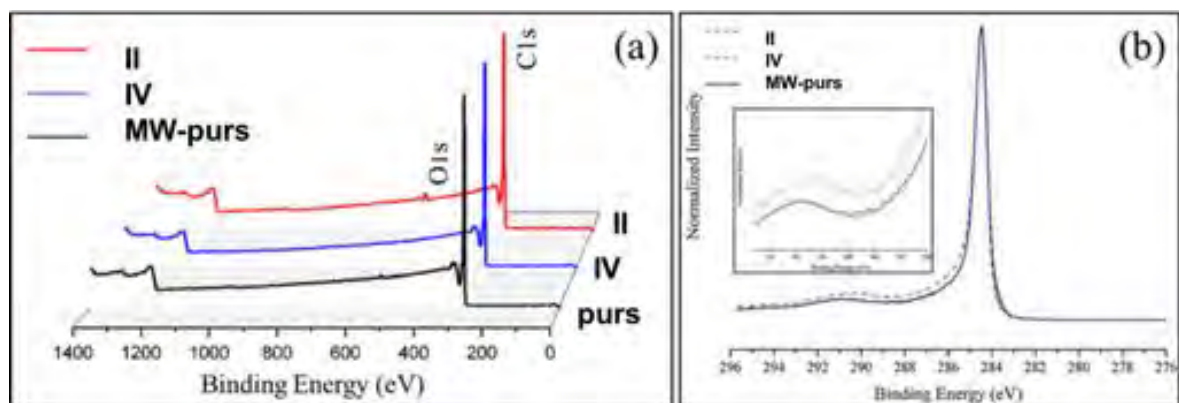 II
IV
MW-purs
(a)
C1s
O1s
II
IV
purs
1400 1200 1000 800 600 400 200 0
Binding Energy (eV)
II
IV
MW-purs
(b)
Normalized Intensity
296 292 290 288 286 284 282 280 278 276
Binding Energy (eV)